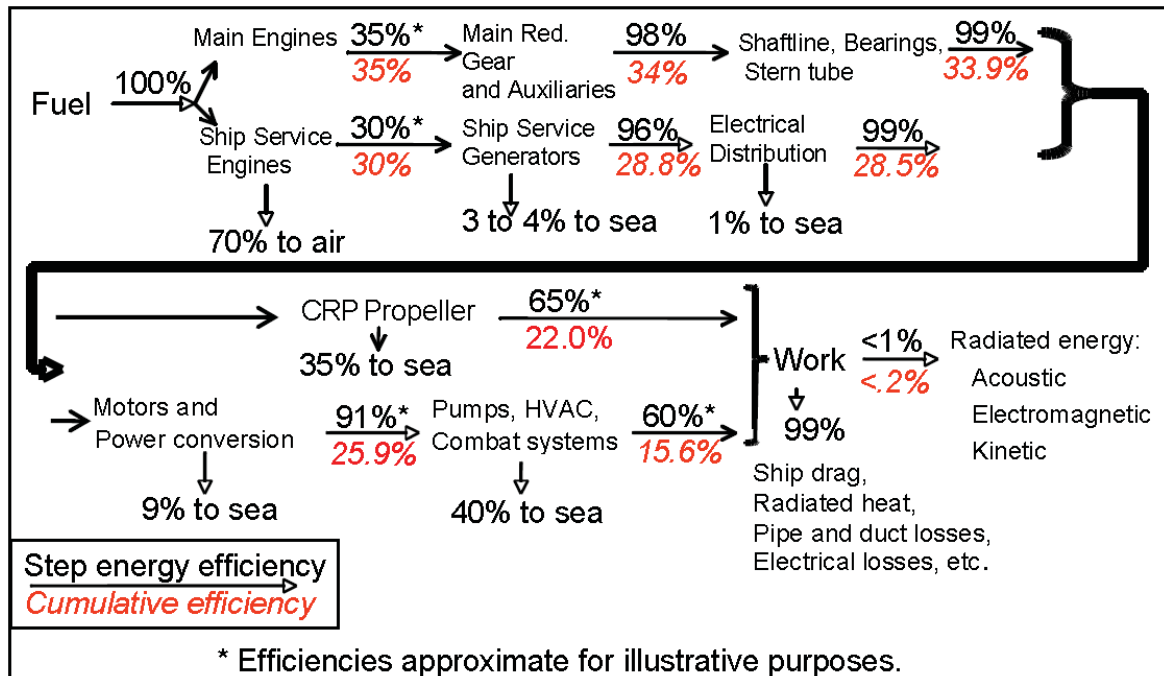 Fuel
100%
Main Engines
35%*
35%
Main Red.
Gear
and Auxiliaries
98%
34%
Shaftline, Bearings,
Stern tube
99%
33.9%
Ship Service
Engines
30%*
30%
Ship Service
Generators
96%
28.8%
Electrical
Distribution
99%
28.5%
70% to air
3 to 4% to sea
1% to sea
CRP Propeller
65%*
22.0%
35% to sea
Motors and
Power conversion
91%*
25.9%
Pumps, HVAC,
Combat systems
60%*
15.6%
9% to sea
40% to sea
Work
<1%
<.2%
Radiated energy:
Acoustic
Electromagnetic
Kinetic
99%
Ship drag,
Radiated heat,
Pipe and duct losses,
Electrical losses, etc.
Step energy efficiency
Cumulative efficiency
* Efficiencies approximate for illustrative purposes.